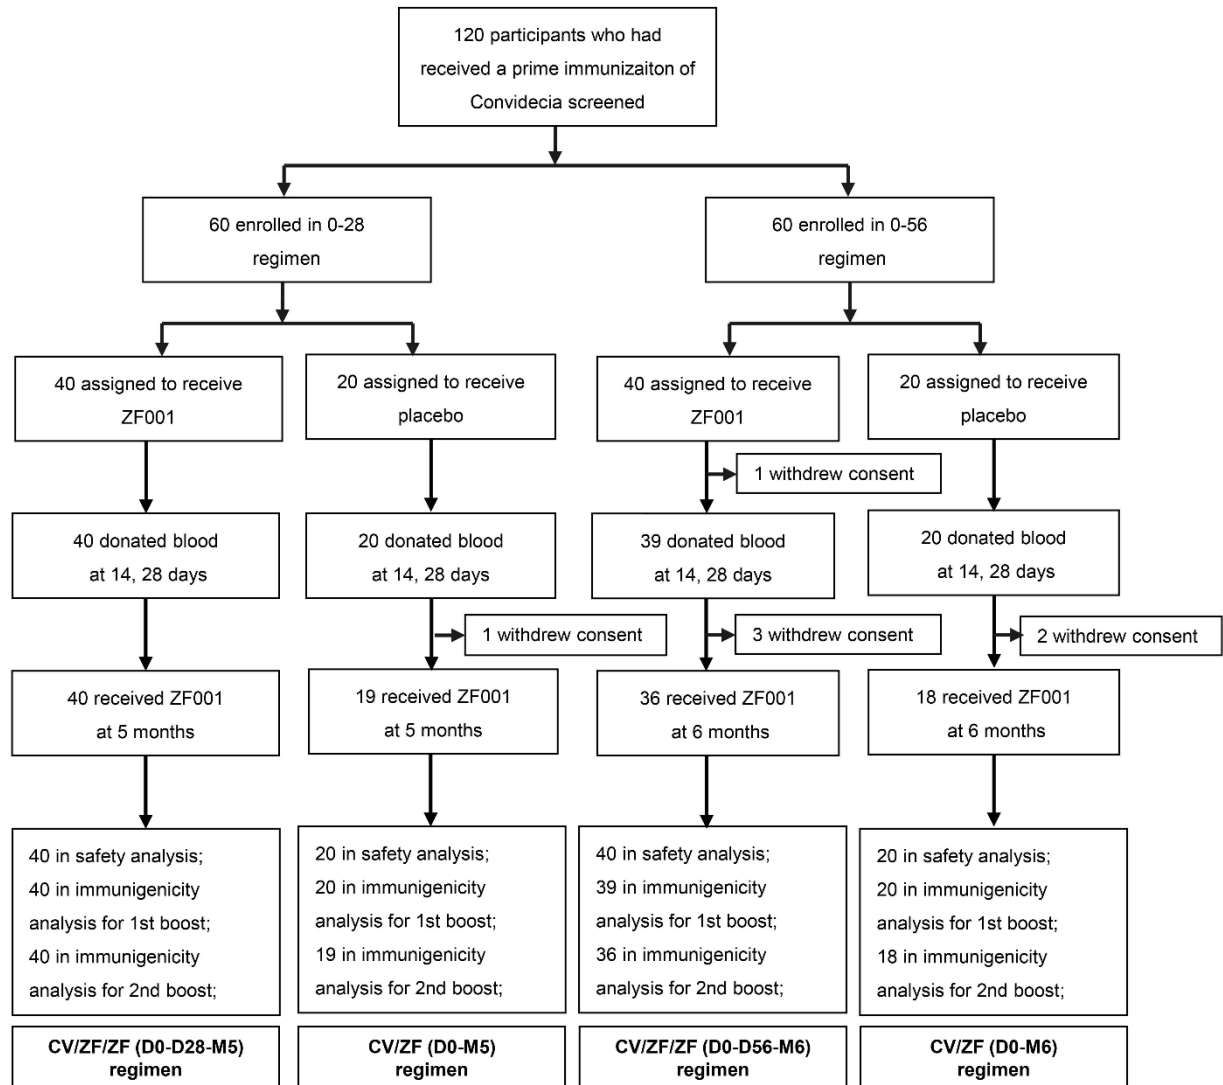 120 participants who had
received a prime immunizaiton of
Convidecia screened
60 enrolled in 0-28
regimen
60 enrolled in 0-56
regimen
40 assigned to receive
ZF001
20 assigned to receive
placebo
40 assigned to receive
ZF001
20 assigned to receive
placebo
1 withdrew consent
40 donated blood
at 14, 28 days
20 donated blood
at 14, 28 days
39 donated blood
at 14, 28 days
20 donated blood
at 14, 28 days
1 withdrew consent
3 withdrew consent
2 withdrew consent
40 received ZF001
at 5 months
19 received ZF001
at 5 months
36 received ZF001
at 6 months
18 received ZF001
at 6 months
40 in safety analysis;
40 in immunigenicity
analysis for 1st boost;
40 in immunigenicity
analysis for 2nd boost;
20 in safety analysis;
20 in immunigenicity
analysis for 1st boost;
19 in immunigenicity
analysis for 2nd boost;
40 in safety analysis;
39 in immunigenicity
analysis for 1st boost;
36 in immunigenicity
analysis for 2nd boost;
20 in safety analysis;
20 in immunigenicity
analysis for 1st boost;
18 in immunigenicity
analysis for 2nd boost;
CV/ZF/ZF (D0-D28-M5)
regimen
CV/ZF (D0-M5)
regimen
CV/ZF/ZF (D0-D56-M6)
regimen
CV/ZF (D0-M6)
regimen